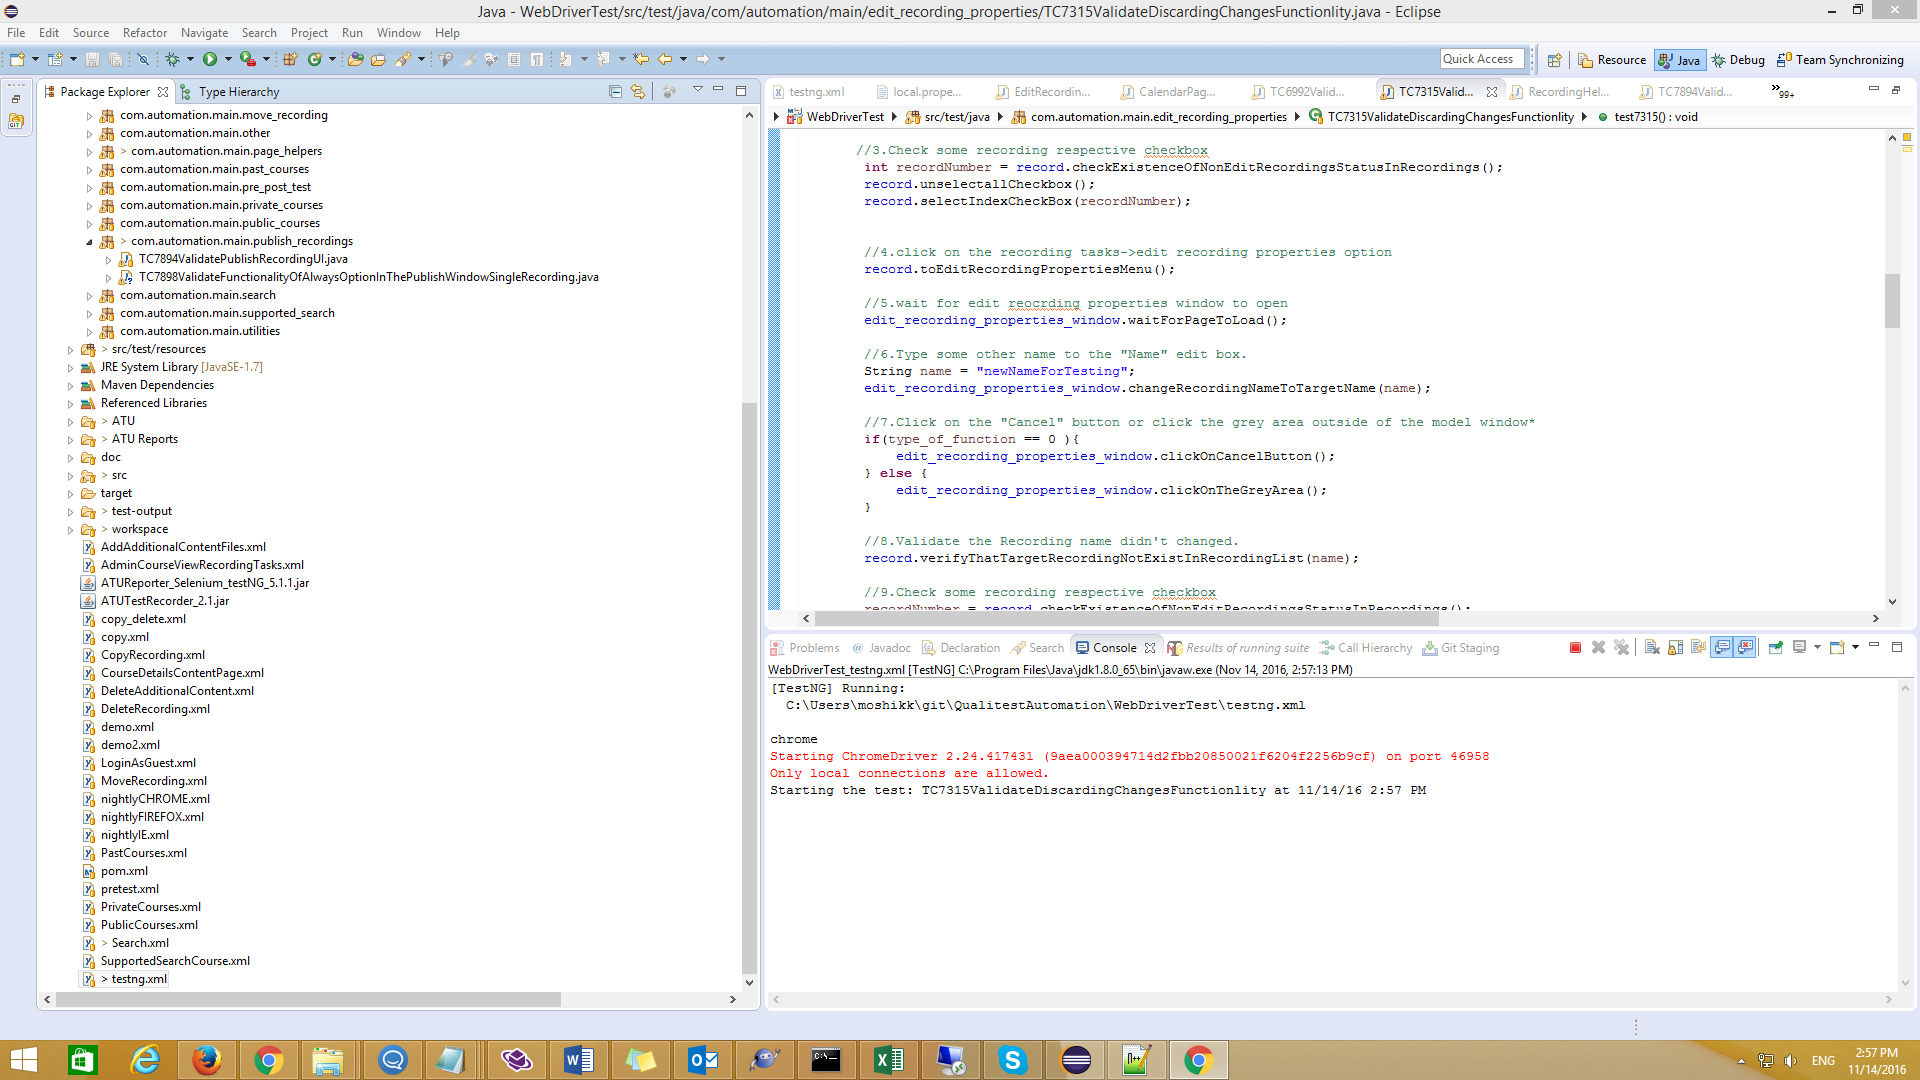 Java - WebDriverTest/src/test/java/com/automation/main/edit_recording_properties/TC7315ValidateDiscardingChangesFunctionlity.java - Eclipse
File Edit Source Refactor Navigate Search Project Run Window Help
Quick Access
Resource Java Debug Team Synchronizing
Package Explorer Type Hierarchy
com.automation.main.move_recording
com.automation.main.other
> com.automation.main.page_helpers
com.automation.main.past_courses
com.automation.main.pre_post_test
com.automation.main.private_courses
com.automation.main.public_courses
> com.automation.main.publish_recordings
TC7894ValidatePublishRecordingUI.java
TC7898ValidateFunctionalityOfAlwaysOptionInThePublishWindowSingleRecording.java
com.automation.main.search
com.automation.main.supported_search
com.automation.main.utilities
> src/test/resources
JRE System Library [JavaSE-1.7]
Maven Dependencies
Referenced Libraries
> ATU
> ATU Reports
doc
> src
target
> test-output
> workspace
AddAdditionalContentFiles.xml
AdminCourseViewRecordingTasks.xml
ATUReporter_Selenium_testNG_5.1.1.jar
ATUTestRecorder_2.1.jar
copy_delete.xml
copy.xml
CopyRecording.xml
CourseDetailsContentPage.xml
DeleteAdditionalContent.xml
DeleteRecording.xml
demo.xml
demo2.xml
LoginAsGuest.xml
MoveRecording.xml
nightlyCHROME.xml
nightlyFIREFOX.xml
nightlyIE.xml
PastCourses.xml
pom.xml
pretest.xml
PrivateCourses.xml
PublicCourses.xml
> Search.xml
SupportedSearchCourse.xml
> testng.xml
testng.xml local.prope... EditRecordin... CalendarPag... TC6992Valid... TC7315Valid... RecordingHel... TC7894Valid... 99+
WebDriverTest src/test/java com.automation.main.edit_recording_properties TC7315ValidateDiscardingChangesFunctionlity test7315() : void
//3.Check some recording respective checkbox
int recordNumber = record.checkExistenceOfNonEditRecordingsStatusInRecordings();
record.unselectallCheckbox();
record.selectIndexCheckBox(recordNumber);
//4.click on the recording tasks->edit recording properties option
record.toEditRecordingPropertiesMenu();
//5.wait for edit reocrding properties window to open
edit_recording_properties_window.waitForPageToLoad();
//6.Type some other name to the "Name" edit box.
String name = "newNameForTesting";
edit_recording_properties_window.changeRecordingNameToTargetName(name);
//7.Click on the "Cancel" button or click the grey area outside of the model window*
if(type_of_function == 0 ){
edit_recording_properties_window.clickOnCancelButton();
} else {
edit_recording_properties_window.clickOnTheGreyArea();
}
//8.Validate the Recording name didn't changed.
record.verifyThatTargetRecordingNotExistInRecordingList(name);
//9.Check some recording respective checkbox
recordNumber = record.checkExistenceOfNonEditRecordingsStatusInRecordings();
Problems @ Javadoc Declaration Search Console Results of running suite Call Hierarchy Git Staging
WebDriverTest_testng.xml [TestNG] C:\Program Files\Java\jdk1.8.0_65\bin\javaw.exe (Nov 14, 2016, 2:57:13 PM)
[TestNG] Running:
C:\Users\moshikk\git\QualitestAutomation\WebDriverTest\testng.xml
chrome
Starting ChromeDriver 2.24.417431 (9aea000394714d2fbb20850021f6204f2256b9cf) on port 46958
Only local connections are allowed.
Starting the test: TC7315ValidateDiscardingChangesFunctionlity at 11/14/16 2:57 PM
ENG
2:57 PM
11/14/2016